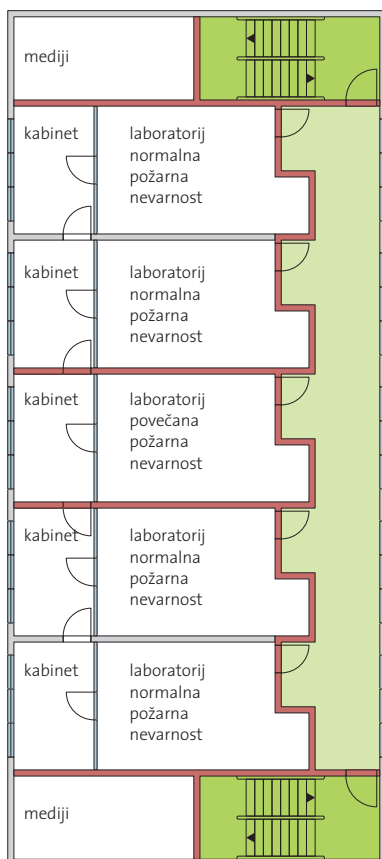 mediji
kabinet
laboratorij
normalna
požarna
nevarnost
kabinet
laboratorij
normalna
požarna
nevarnost
kabinet
laboratorij
povečana
požarna
nevarnost
kabinet
laboratorij
normalna
požarna
nevarnost
kabinet
laboratorij
normalna
požarna
nevarnost
mediji